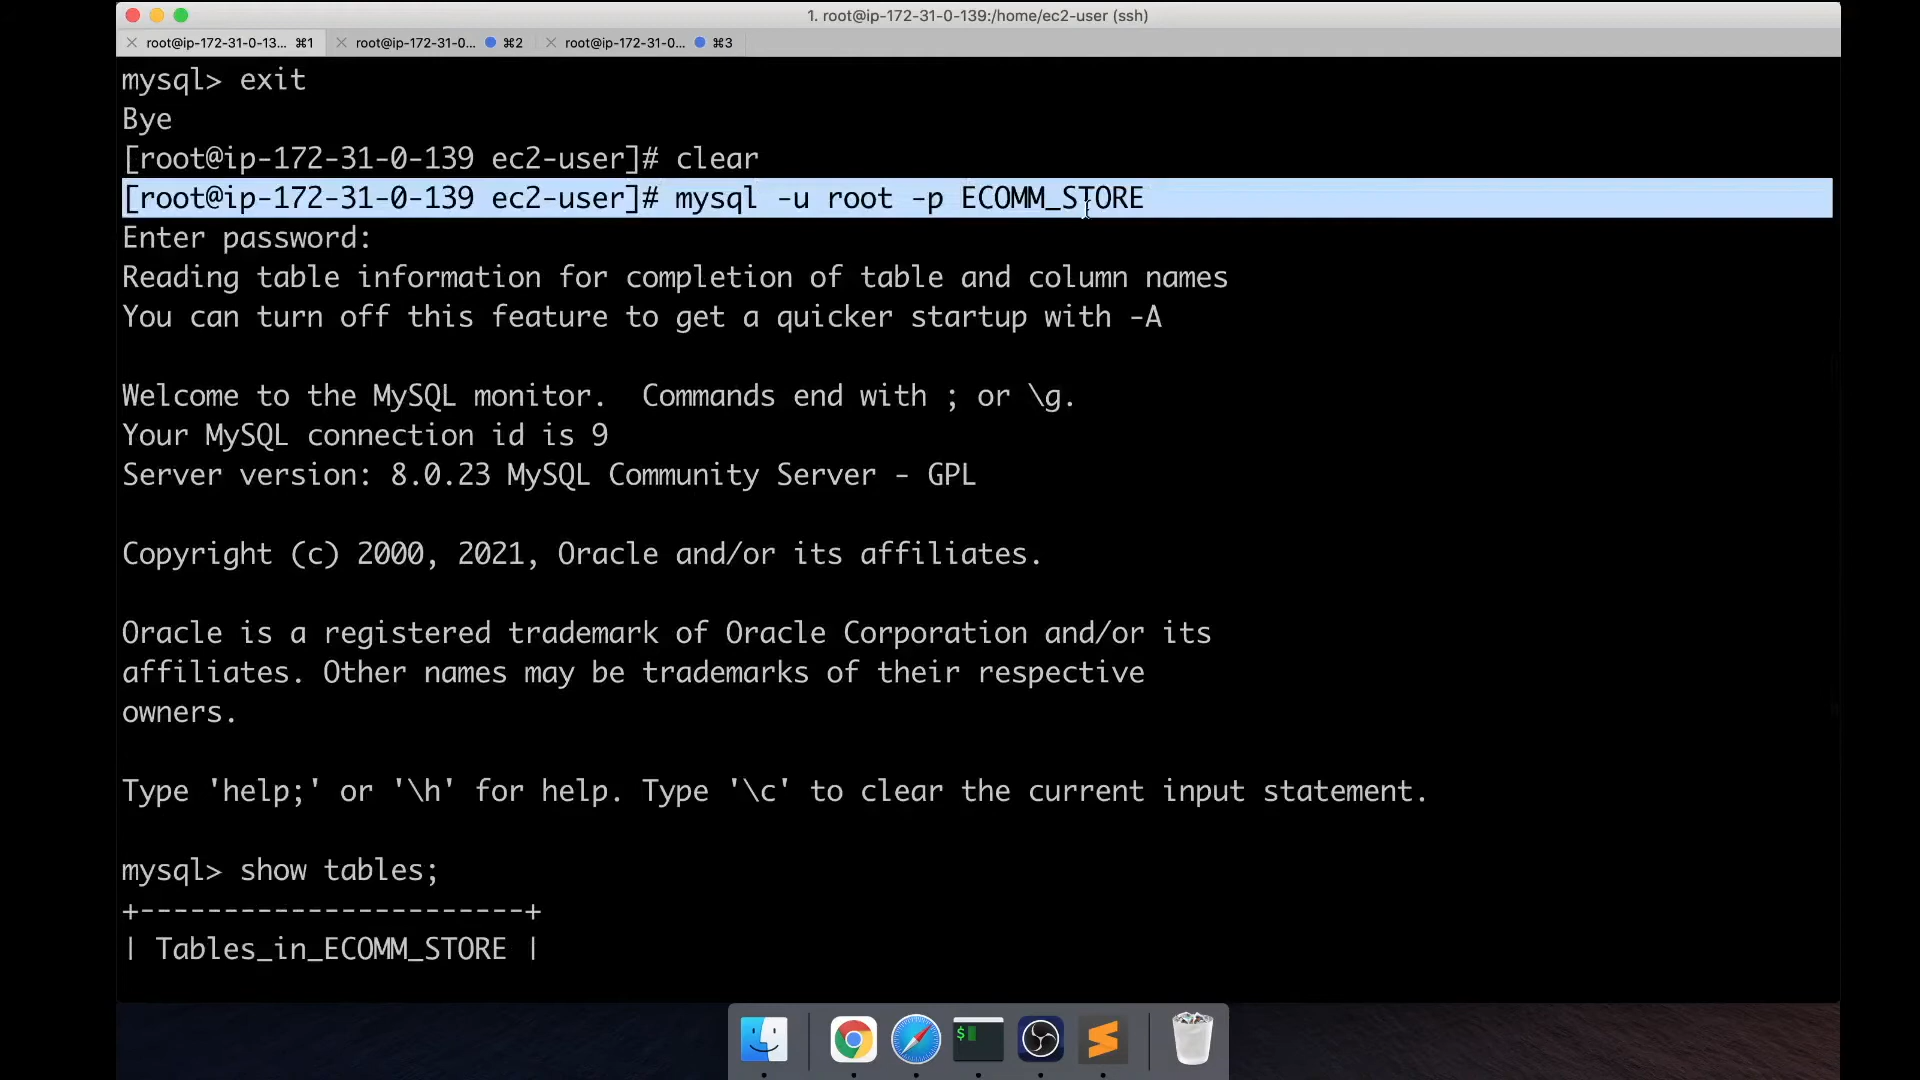 1. root@ip-172-31-0-139:/home/ec2-user (ssh)
root@ip-172-31-0-13... ⌘1 root@ip-172-31-0... ⌘2 root@ip-172-31-0... ⌘3
mysql> exit
Bye
[root@ip-172-31-0-139 ec2-user]# clear
[root@ip-172-31-0-139 ec2-user]# mysql -u root -p ECOMM_STORE
Enter password:
Reading table information for completion of table and column names
You can turn off this feature to get a quicker startup with -A
Welcome to the MySQL monitor.  Commands end with ; or \g.
Your MySQL connection id is 9
Server version: 8.0.23 MySQL Community Server - GPL
Copyright (c) 2000, 2021, Oracle and/or its affiliates.
Oracle is a registered trademark of Oracle Corporation and/or its
affiliates. Other names may be trademarks of their respective
owners.
Type 'help;' or '\h' for help. Type '\c' to clear the current input statement.
mysql> show tables;
+-----------------------+
| Tables_in_ECOMM_STORE |
$